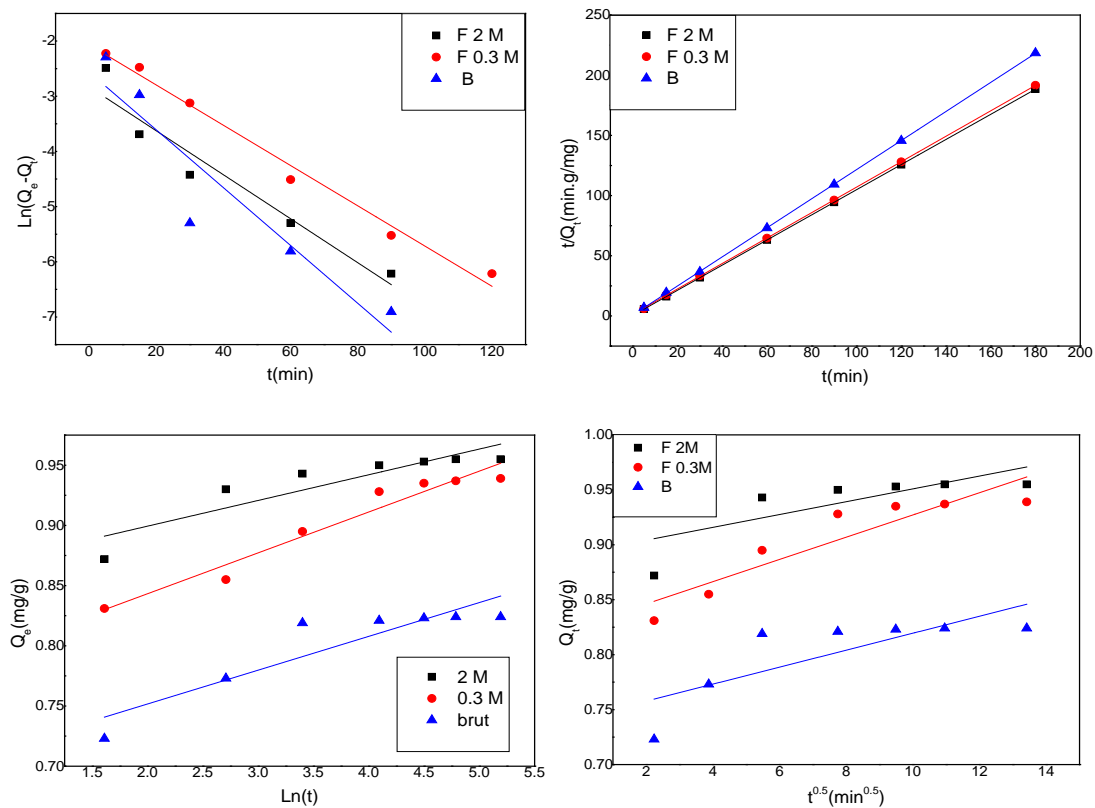 F 2 M
F 0.3 M
B
-2
-3
-4
-5
-6
-7
Ln(Qe-Qt)
0 20 40 60 80 100 120
t(min)
F 2 M
F 0.3 M
B
250
200
150
100
50
0
t/Qt(min.g/mg)
0 20 40 60 80 100 120 140 160 180 200
t(min)
0.95
0.90
0.85
0.80
0.75
0.70
Qe(mg/g)
2 M
0.3 M
brut
1.5 2.0 2.5 3.0 3.5 4.0 4.5 5.0 5.5
Ln(t)
F 2M
F 0.3M
B
1.00
0.95
0.90
0.85
0.80
0.75
0.70
Qt(mg/g)
2 4 6 8 10 12 14
t0.5(min0.5)